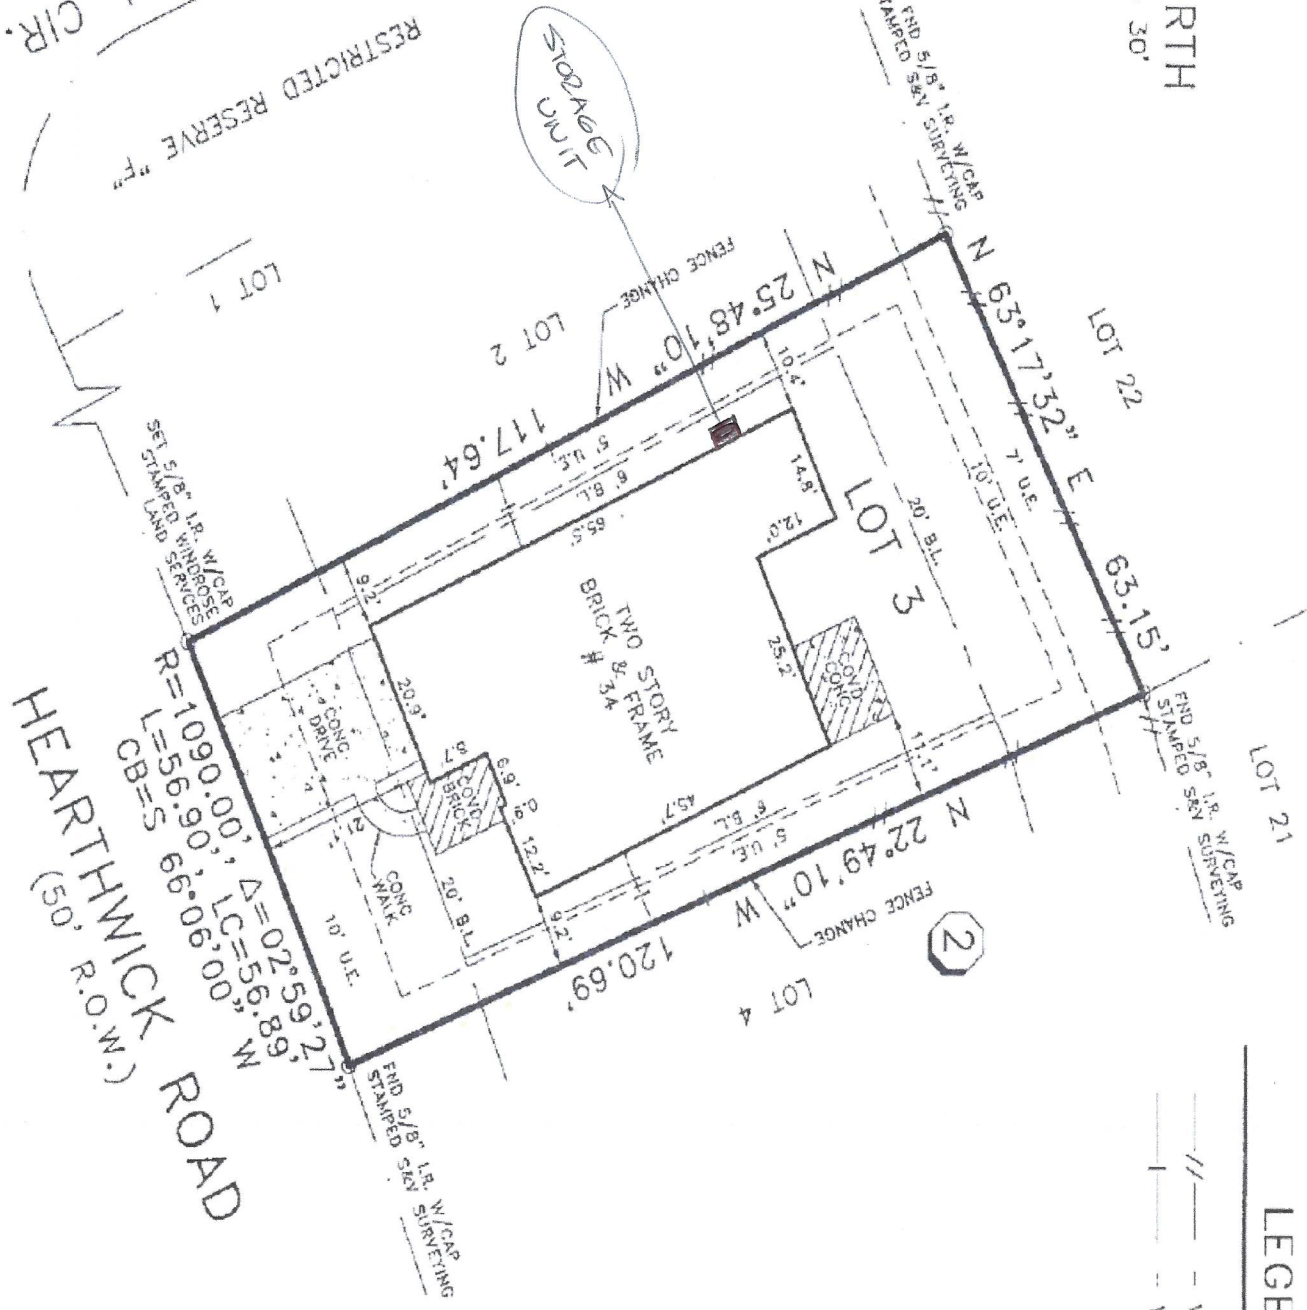 CIR.
RESTRICTED RESERVE "F"
STORAGE
UNIT
FND 5/8" I.R. W/CAP
STAMPED S&V SURVEYING
RTH
30'
LOT 1
LOT 2
FENCE CHANGE
N 25°48'10" W 117.64'
N 63°17'32" E 63.15'
LOT 22
10.4'
5' U.E.
6' B.L.
65.5'
14.8'
12.0'
LOT 3
20' B.L.
10' U.E.
7' U.E.
SET 5/8" I.R. W/CAP
STAMPED WINDROSE
LAND SERVICES
9.2'
TWO STORY
BRICK & FRAME
# 34
25.2'
COVD
CONC
11.1'
FND 5/8" I.R. W/CAP
STAMPED S&V SURVEYING
LOT 21
20.9'
CONC
DRIVE
6.9'
COVD
BRICK
12.2'
45.7'
6' B.L.
5' U.E.
N 22°49'10" W 120.69'
FENCE CHANGE
2
LOT 4
21.1'
CONC
WALK
20' B.L.
10' U.E.
9.2'
R=1090.00', Δ=02°59'27"
L=56.90', LC=56.89'
CB=S 66°06'00" W
HEARTHWICK ROAD
(50' R.O.W.)
FND 5/8" I.R. W/CAP
STAMPED S&V SURVEYING
LEGE